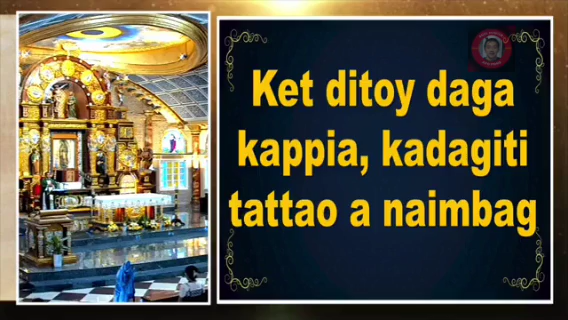 Ket ditoy daga
kappia, kadagiti
tattao a naimbag